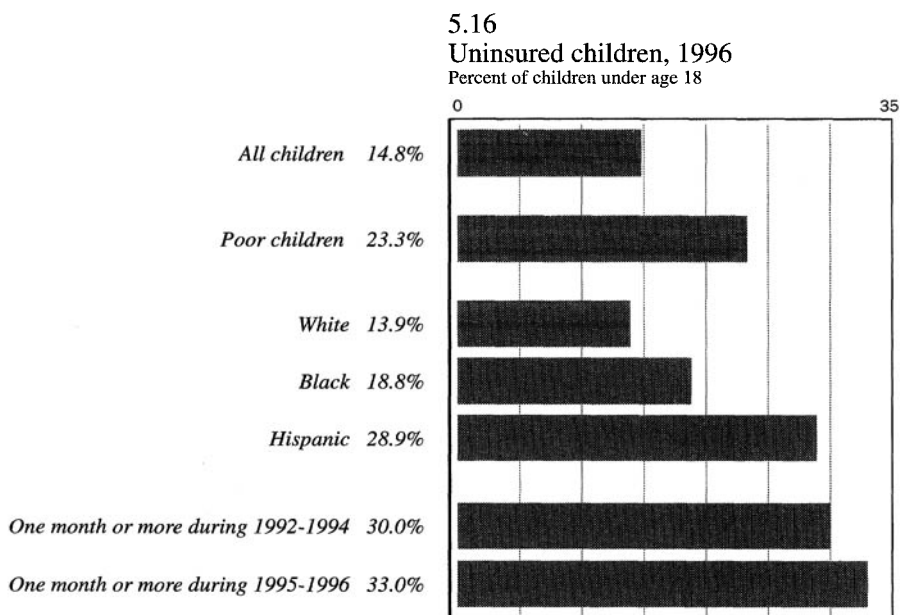 5.16
Uninsured children, 1996
Percent of children under age 18
0 35
All children 14.8%
Poor children 23.3%
White 13.9%
Black 18.8%
Hispanic 28.9%
One month or more during 1992-1994 30.0%
One month or more during 1995-1996 33.0%